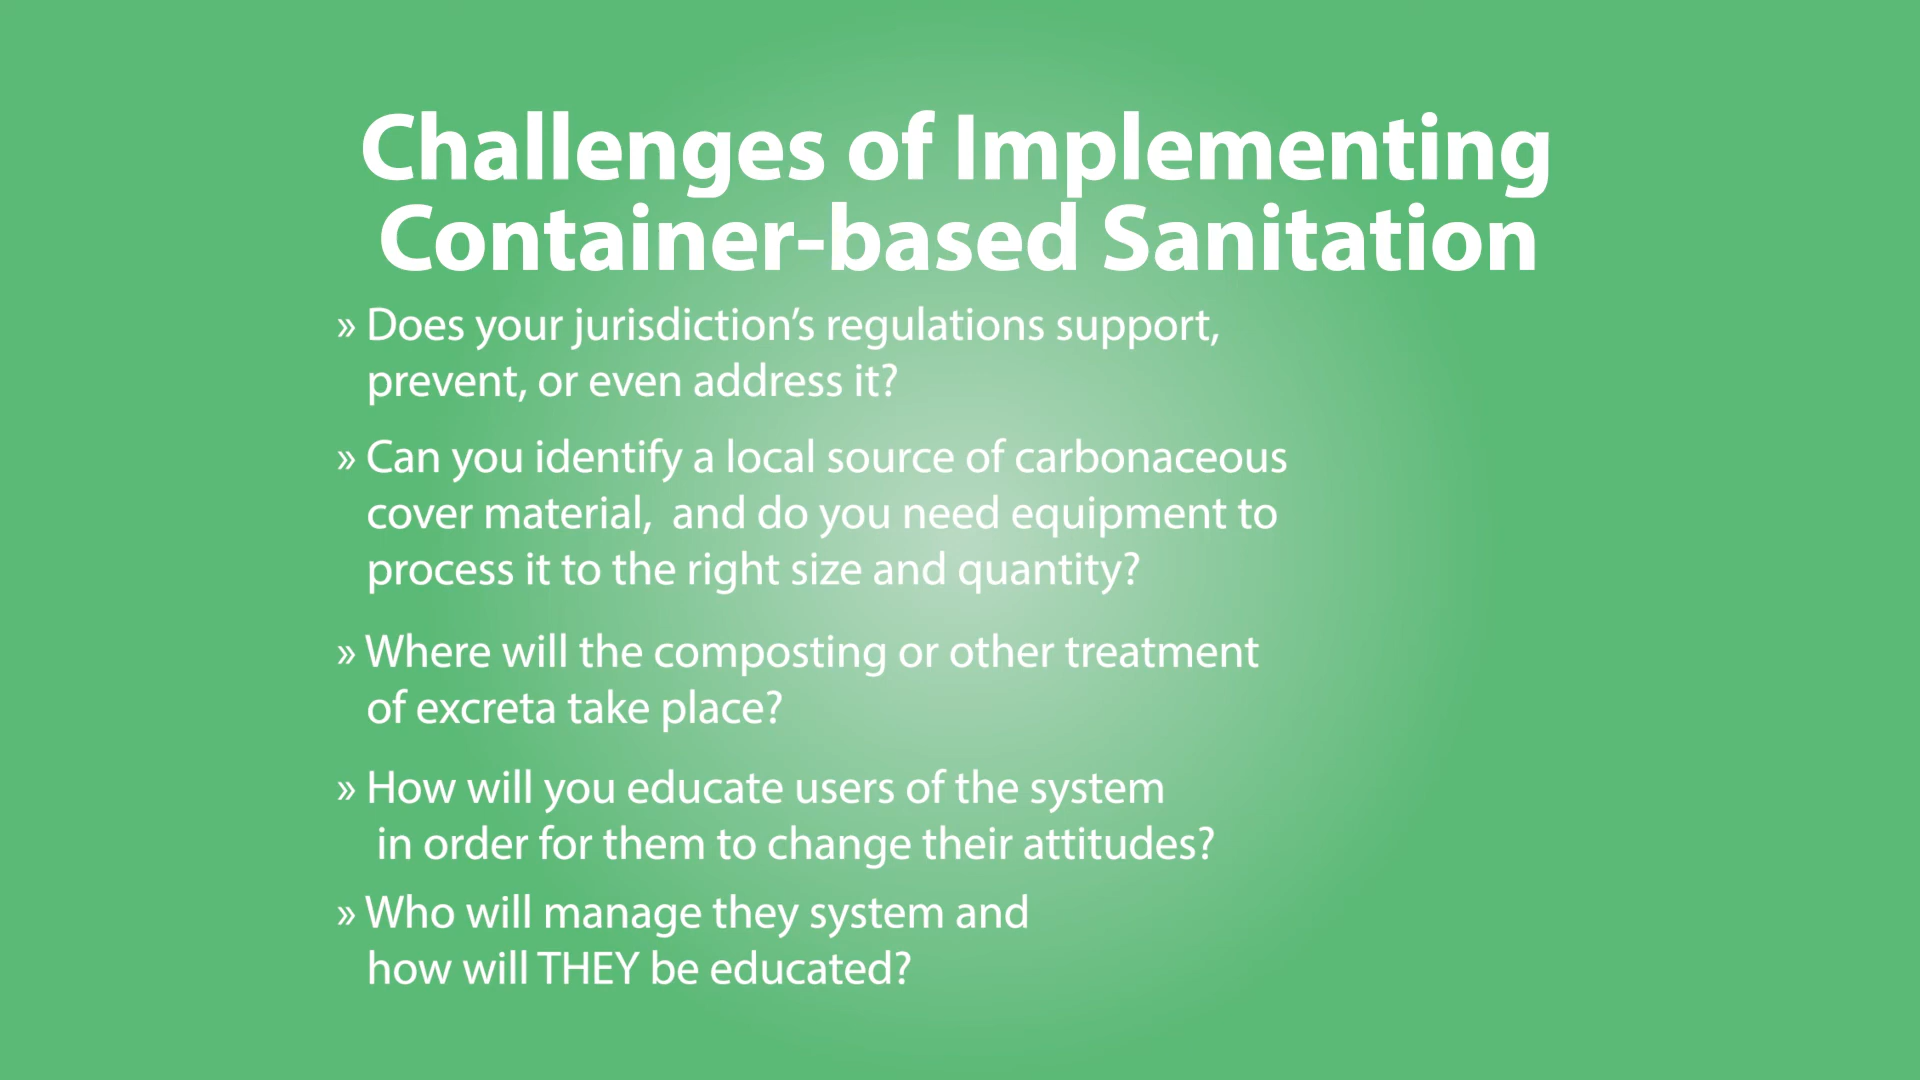 Challenges of Implementing
Container-based Sanitation
» Does your jurisdiction’s regulations support,
prevent, or even address it?
» Can you identify a local source of carbonaceous
cover material,  and do you need equipment to
process it to the right size and quantity?
» Where will the composting or other treatment
of excreta take place?
» How will you educate users of the system
in order for them to change their attitudes?
» Who will manage they system and
how will THEY be educated?